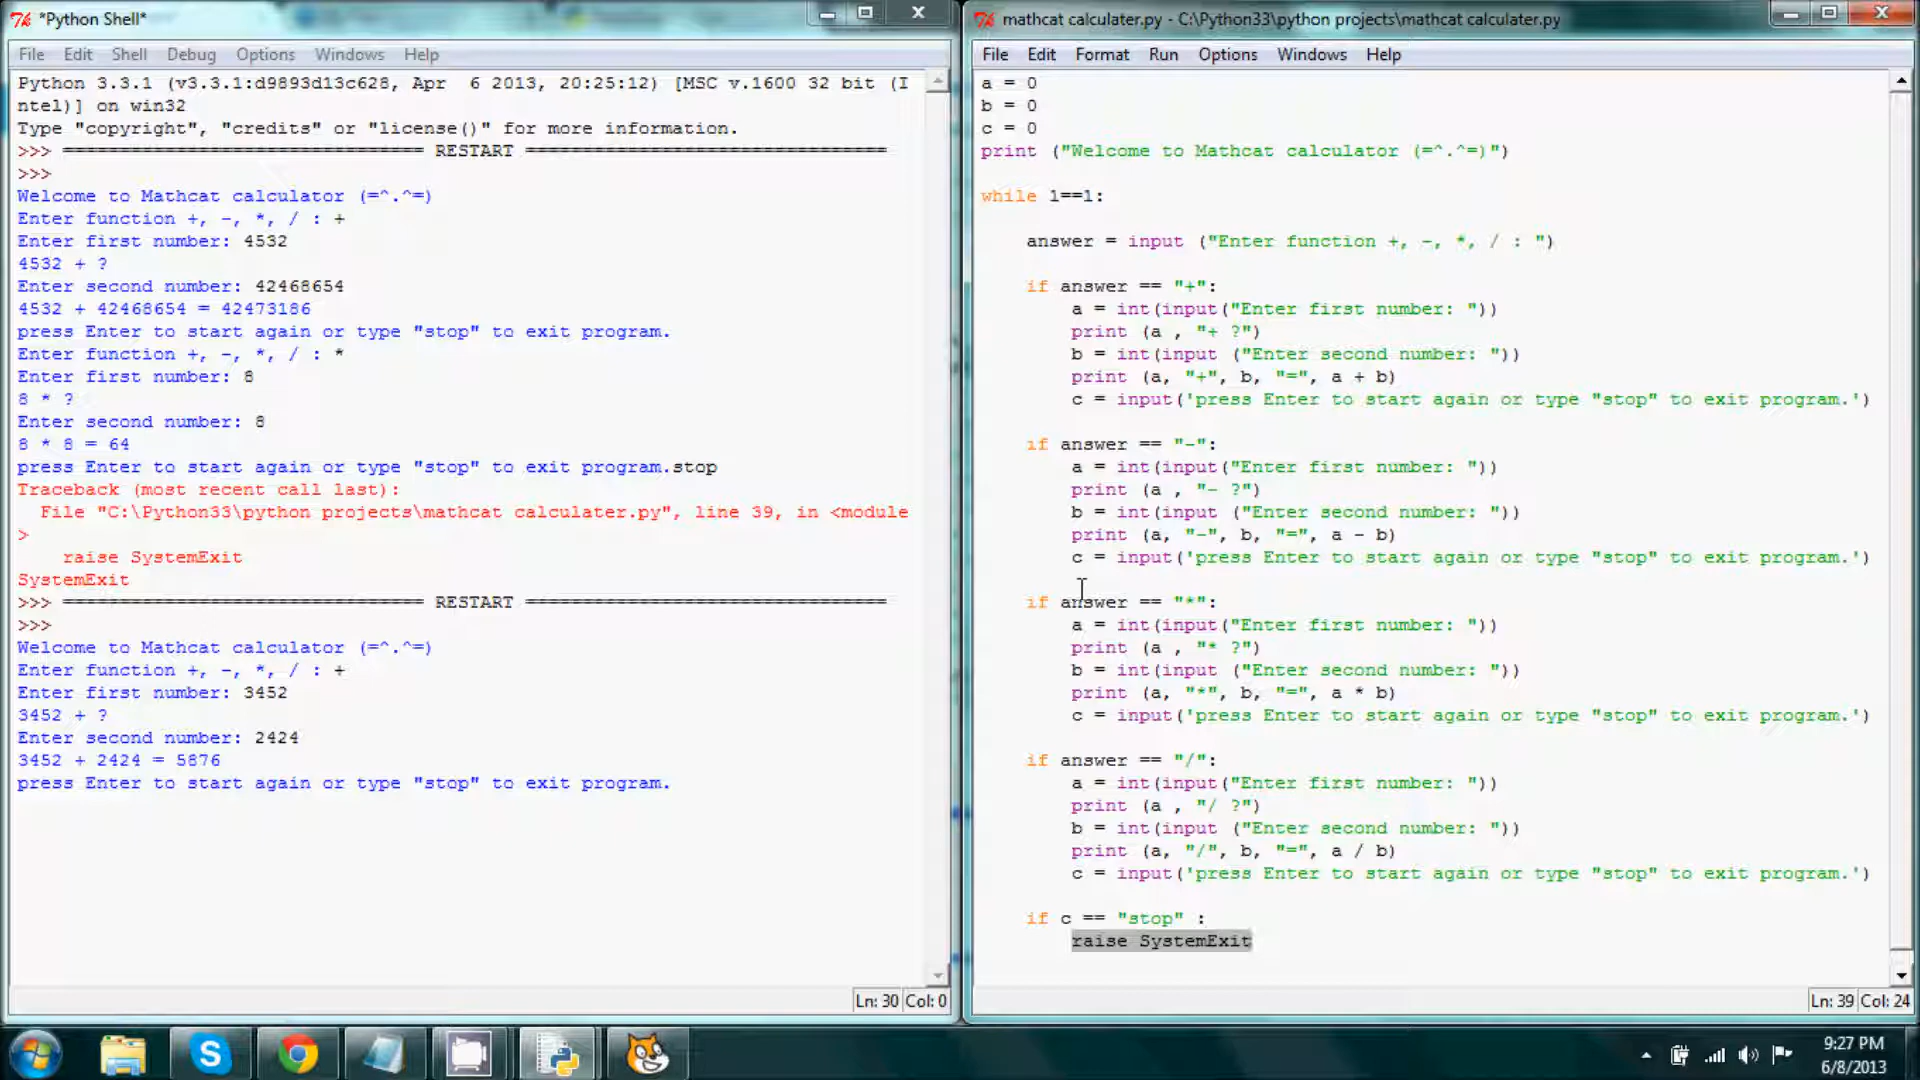 *Python Shell*
File Edit Shell Debug Options Windows Help
Python 3.3.1 (v3.3.1:d9893d13c628, Apr  6 2013, 20:25:12) [MSC v.1600 32 bit (I
ntel)] on win32
Type "copyright", "credits" or "license()" for more information.
>>> ================================ RESTART ================================
>>>
Welcome to Mathcat calculator (=^.^=)
Enter function +, -, *, / : +
Enter first number: 4532
4532 + ?
Enter second number: 42468654
4532 + 42468654 = 42473186
press Enter to start again or type "stop" to exit program.
Enter function +, -, *, / : *
Enter first number: 8
8 * ?
Enter second number: 8
8 * 8 = 64
press Enter to start again or type "stop" to exit program.stop
Traceback (most recent call last):
  File "C:\Python33\python projects\mathcat calculater.py", line 39, in <module
>
    raise SystemExit
SystemExit
>>> ================================ RESTART ================================
>>>
Welcome to Mathcat calculator (=^.^=)
Enter function +, -, *, / : +
Enter first number: 3452
3452 + ?
Enter second number: 2424
3452 + 2424 = 5876
press Enter to start again or type "stop" to exit program.
Ln: 30 Col: 0
mathcat calculater.py - C:\Python33\python projects\mathcat calculater.py
File Edit Format Run Options Windows Help
a = 0
b = 0
c = 0
print ("Welcome to Mathcat calculator (=^.^=)")
while 1==1:
    answer = input ("Enter function +, -, *, / : ")
    if answer == "+":
        a = int(input("Enter first number: "))
        print (a , "+ ?")
        b = int(input ("Enter second number: "))
        print (a, "+", b, "=", a + b)
        c = input('press Enter to start again or type "stop" to exit program.')
    if answer == "-":
        a = int(input("Enter first number: "))
        print (a , "- ?")
        b = int(input ("Enter second number: "))
        print (a, "-", b, "=", a - b)
        c = input('press Enter to start again or type "stop" to exit program.')
    if answer == "*":
        a = int(input("Enter first number: "))
        print (a , "* ?")
        b = int(input ("Enter second number: "))
        print (a, "*", b, "=", a * b)
        c = input('press Enter to start again or type "stop" to exit program.')
    if answer == "/":
        a = int(input("Enter first number: "))
        print (a , "/ ?")
        b = int(input ("Enter second number: "))
        print (a, "/", b, "=", a / b)
        c = input('press Enter to start again or type "stop" to exit program.')
    if c == "stop" :
        raise SystemExit
Ln: 39 Col: 24
9:27 PM
6/8/2013